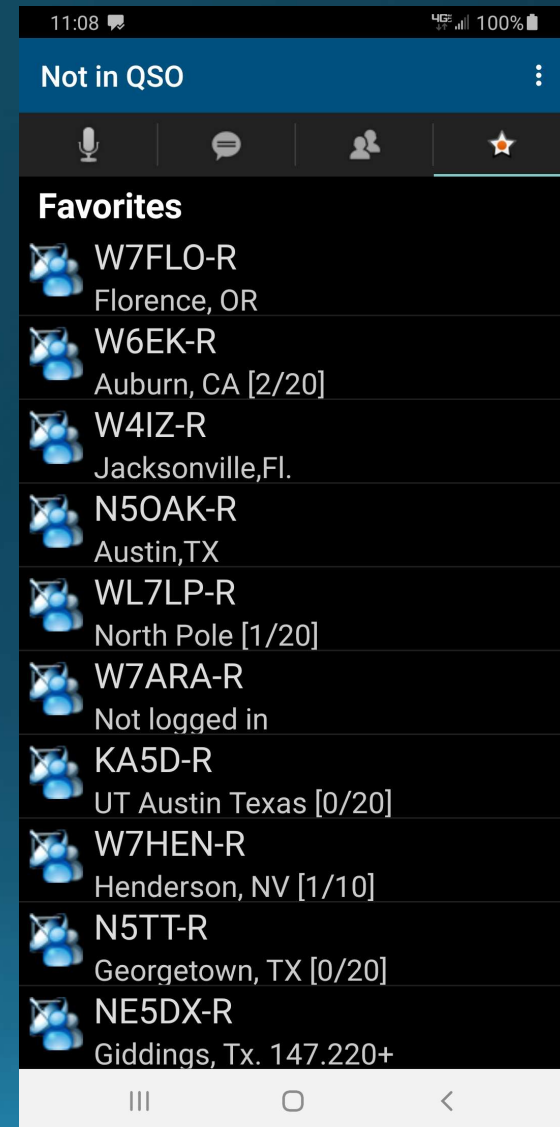 11:08 4GE 100%
Not in QSO
Favorites
W7FLO-R
Florence, OR
W6EK-R
Auburn, CA [2/20]
W4IZ-R
Jacksonville,Fl.
N5OAK-R
Austin,TX
WL7LP-R
North Pole [1/20]
W7ARA-R
Not logged in
KA5D-R
UT Austin Texas [0/20]
W7HEN-R
Henderson, NV [1/10]
N5TT-R
Georgetown, TX [0/20]
NE5DX-R
Giddings, Tx. 147.220+